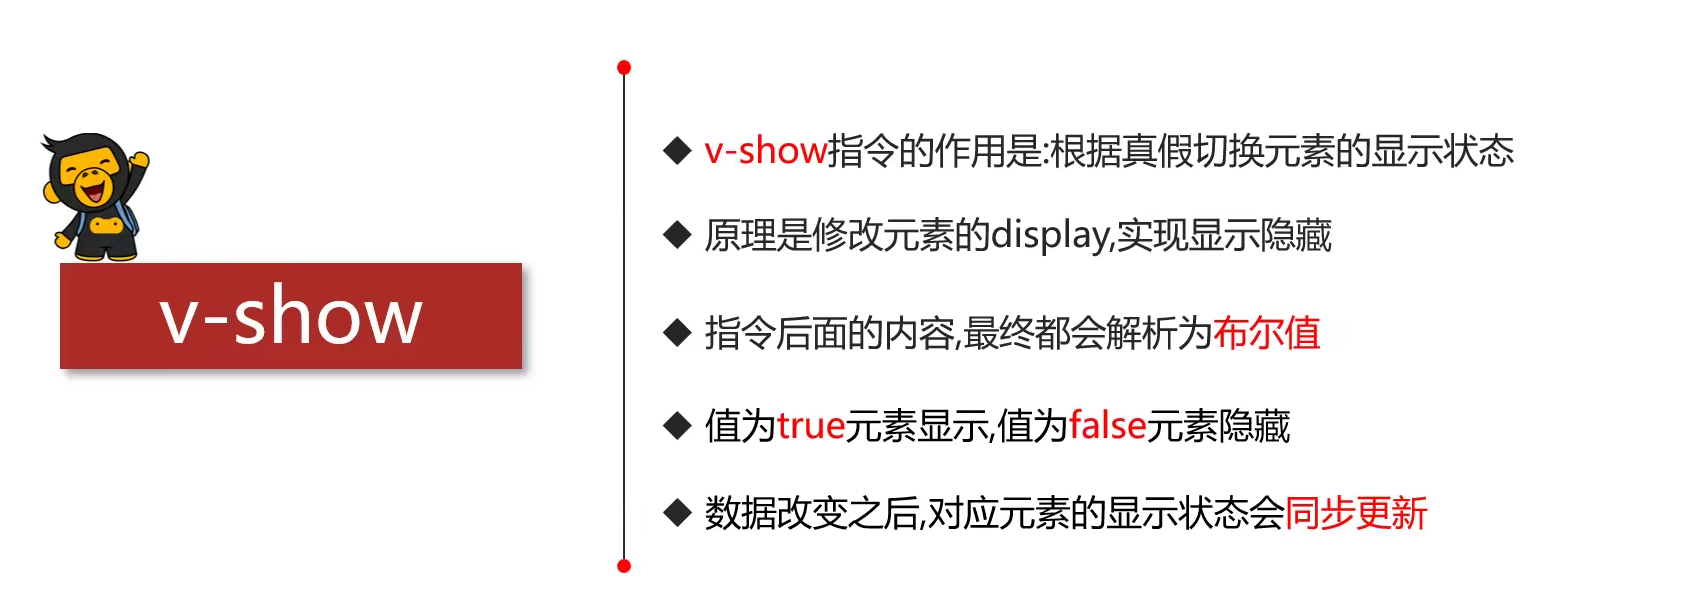 v-show
v-show指令的作用是:根据真假切换元素的显示状态
原理是修改元素的display,实现显示隐藏
指令后面的内容,最终都会解析为布尔值
值为true元素显示,值为false元素隐藏
数据改变之后,对应元素的显示状态会同步更新